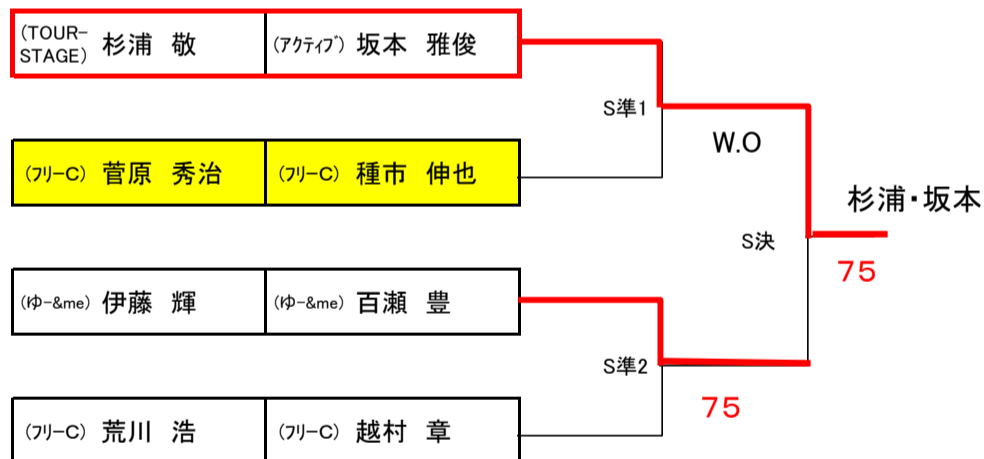 (TOUR-
STAGE) 杉浦　敬 (ｱｸﾃｨﾌﾞ) 坂本　雅俊
S準1
W.O
(ﾌﾘｰC) 菅原　秀治 (ﾌﾘｰC) 種市　伸也
杉浦・坂本
S決
75
(ゆｰ&me) 伊藤　輝 (ゆｰ&me) 百瀬　豊
S準2
75
(ﾌﾘｰC) 荒川　浩 (ﾌﾘｰC) 越村　章